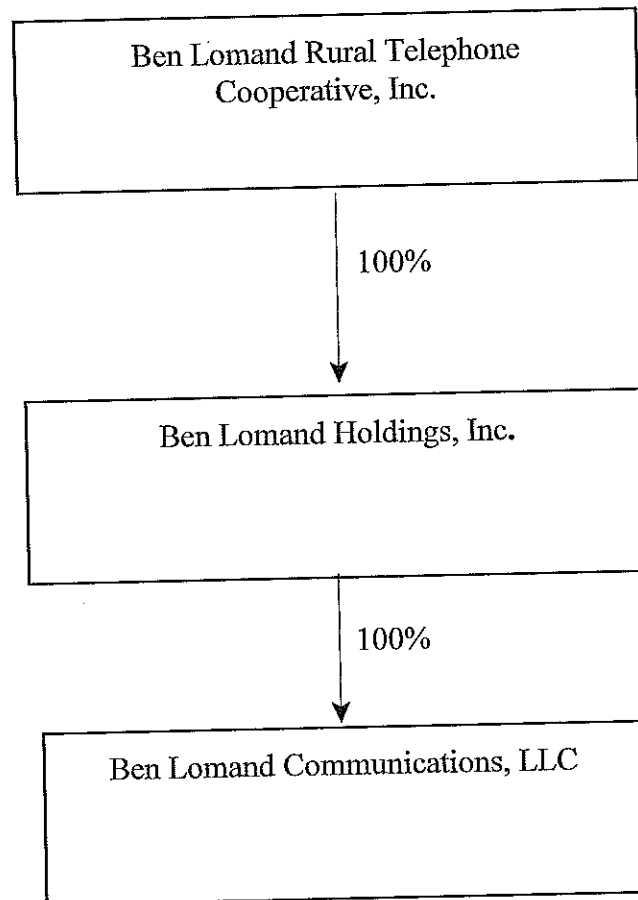 Ben Lomand Rural Telephone
Cooperative, Inc.
100%
Ben Lomand Holdings, Inc.
100%
Ben Lomand Communications, LLC